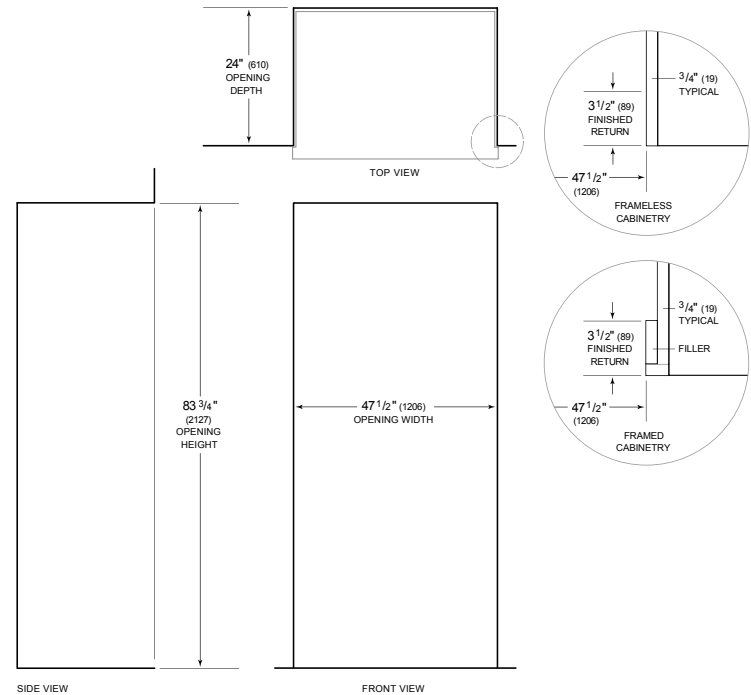 24" (610)
OPENING
DEPTH
TOP VIEW
3/4" (19)
TYPICAL
3 1/2" (89)
FINISHED
RETURN
47 1/2"
(1206)
FRAMELESS
CABINETRY
3/4" (19)
TYPICAL
3 1/2" (89)
FINISHED
RETURN
FILLER
47 1/2"
(1206)
FRAMED
CABINETRY
83 3/4"
(2127)
OPENING
HEIGHT
47 1/2" (1206)
OPENING WIDTH
SIDE VIEW
FRONT VIEW